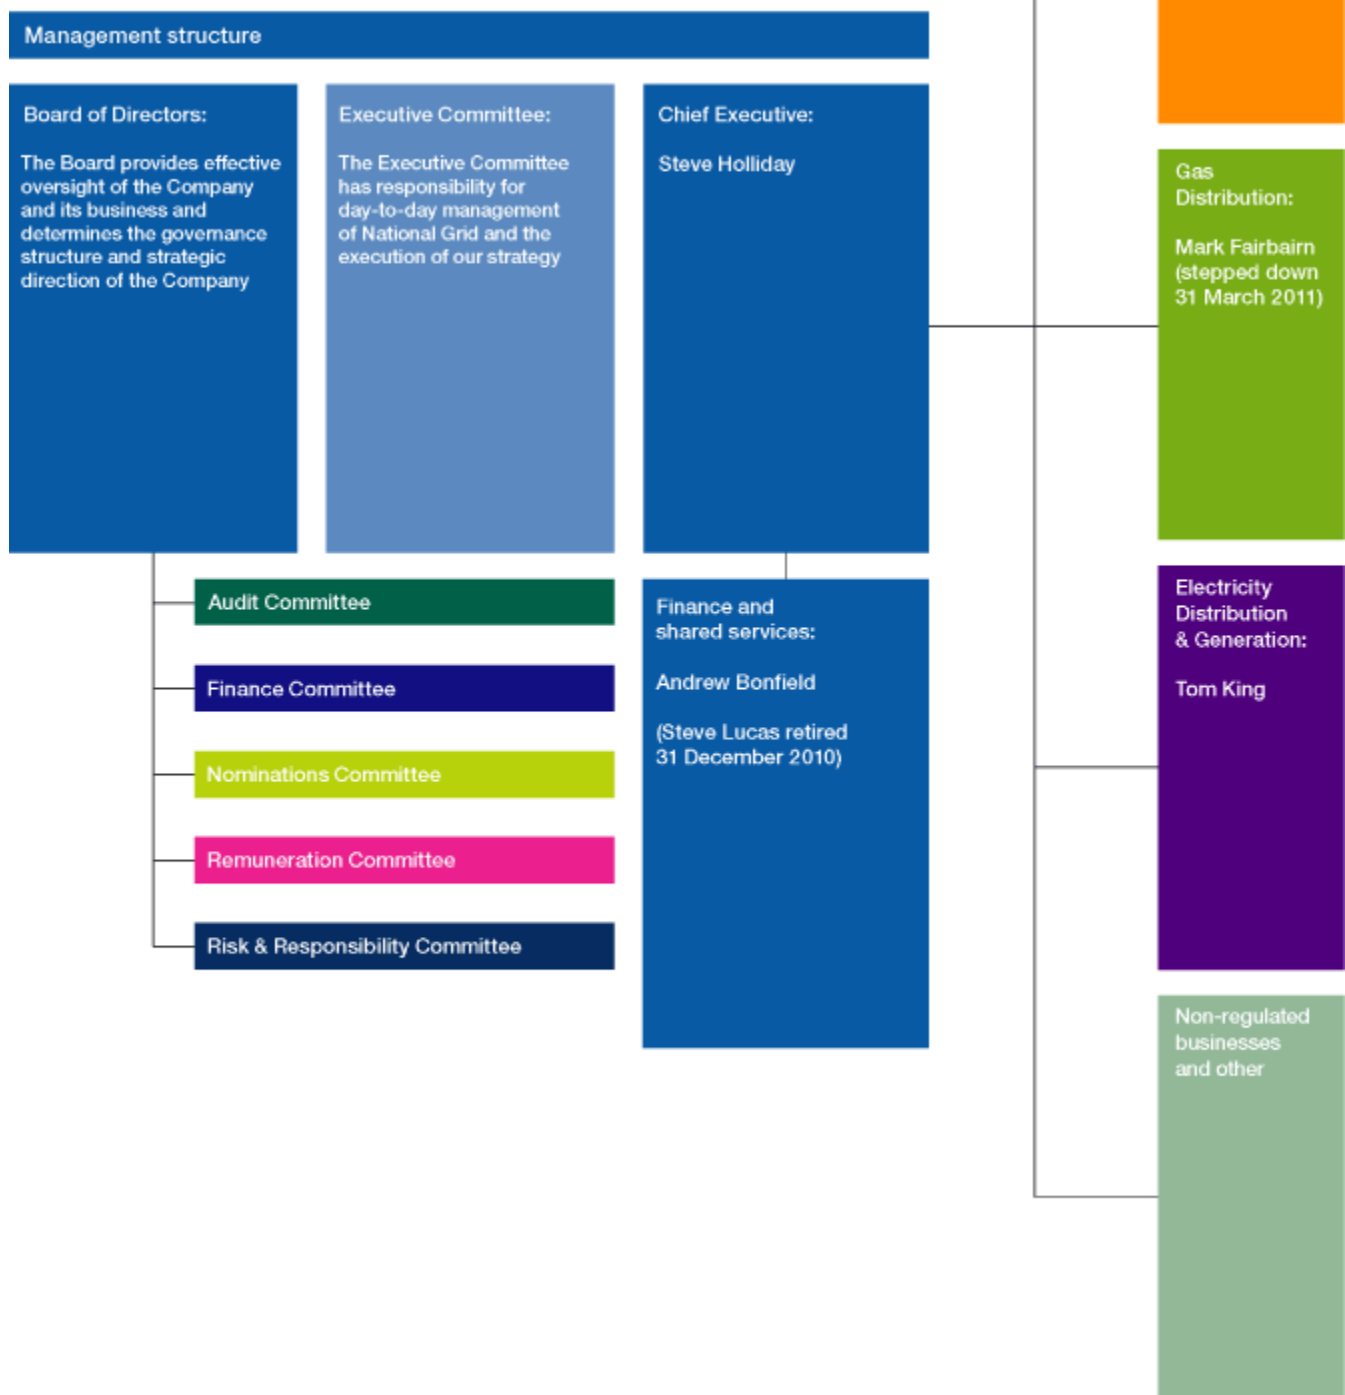 Management structure
Board of Directors:
The Board provides effective
oversight of the Company
and its business and
determines the governance
structure and strategic
direction of the Company
Executive Committee:
The Executive Committee
has responsibility for
day-to-day management
of National Grid and the
execution of our strategy
Chief Executive:
Steve Holliday
Gas
Distribution:
Mark Fairbairn
(stepped down
31 March 2011)
Audit Committee
Finance Committee
Nominations Committee
Remuneration Committee
Risk & Responsibility Committee
Finance and
shared services:
Andrew Bonfield
(Steve Lucas retired
31 December 2010)
Electricity
Distribution
& Generation:
Tom King
Non-regulated
businesses
and other